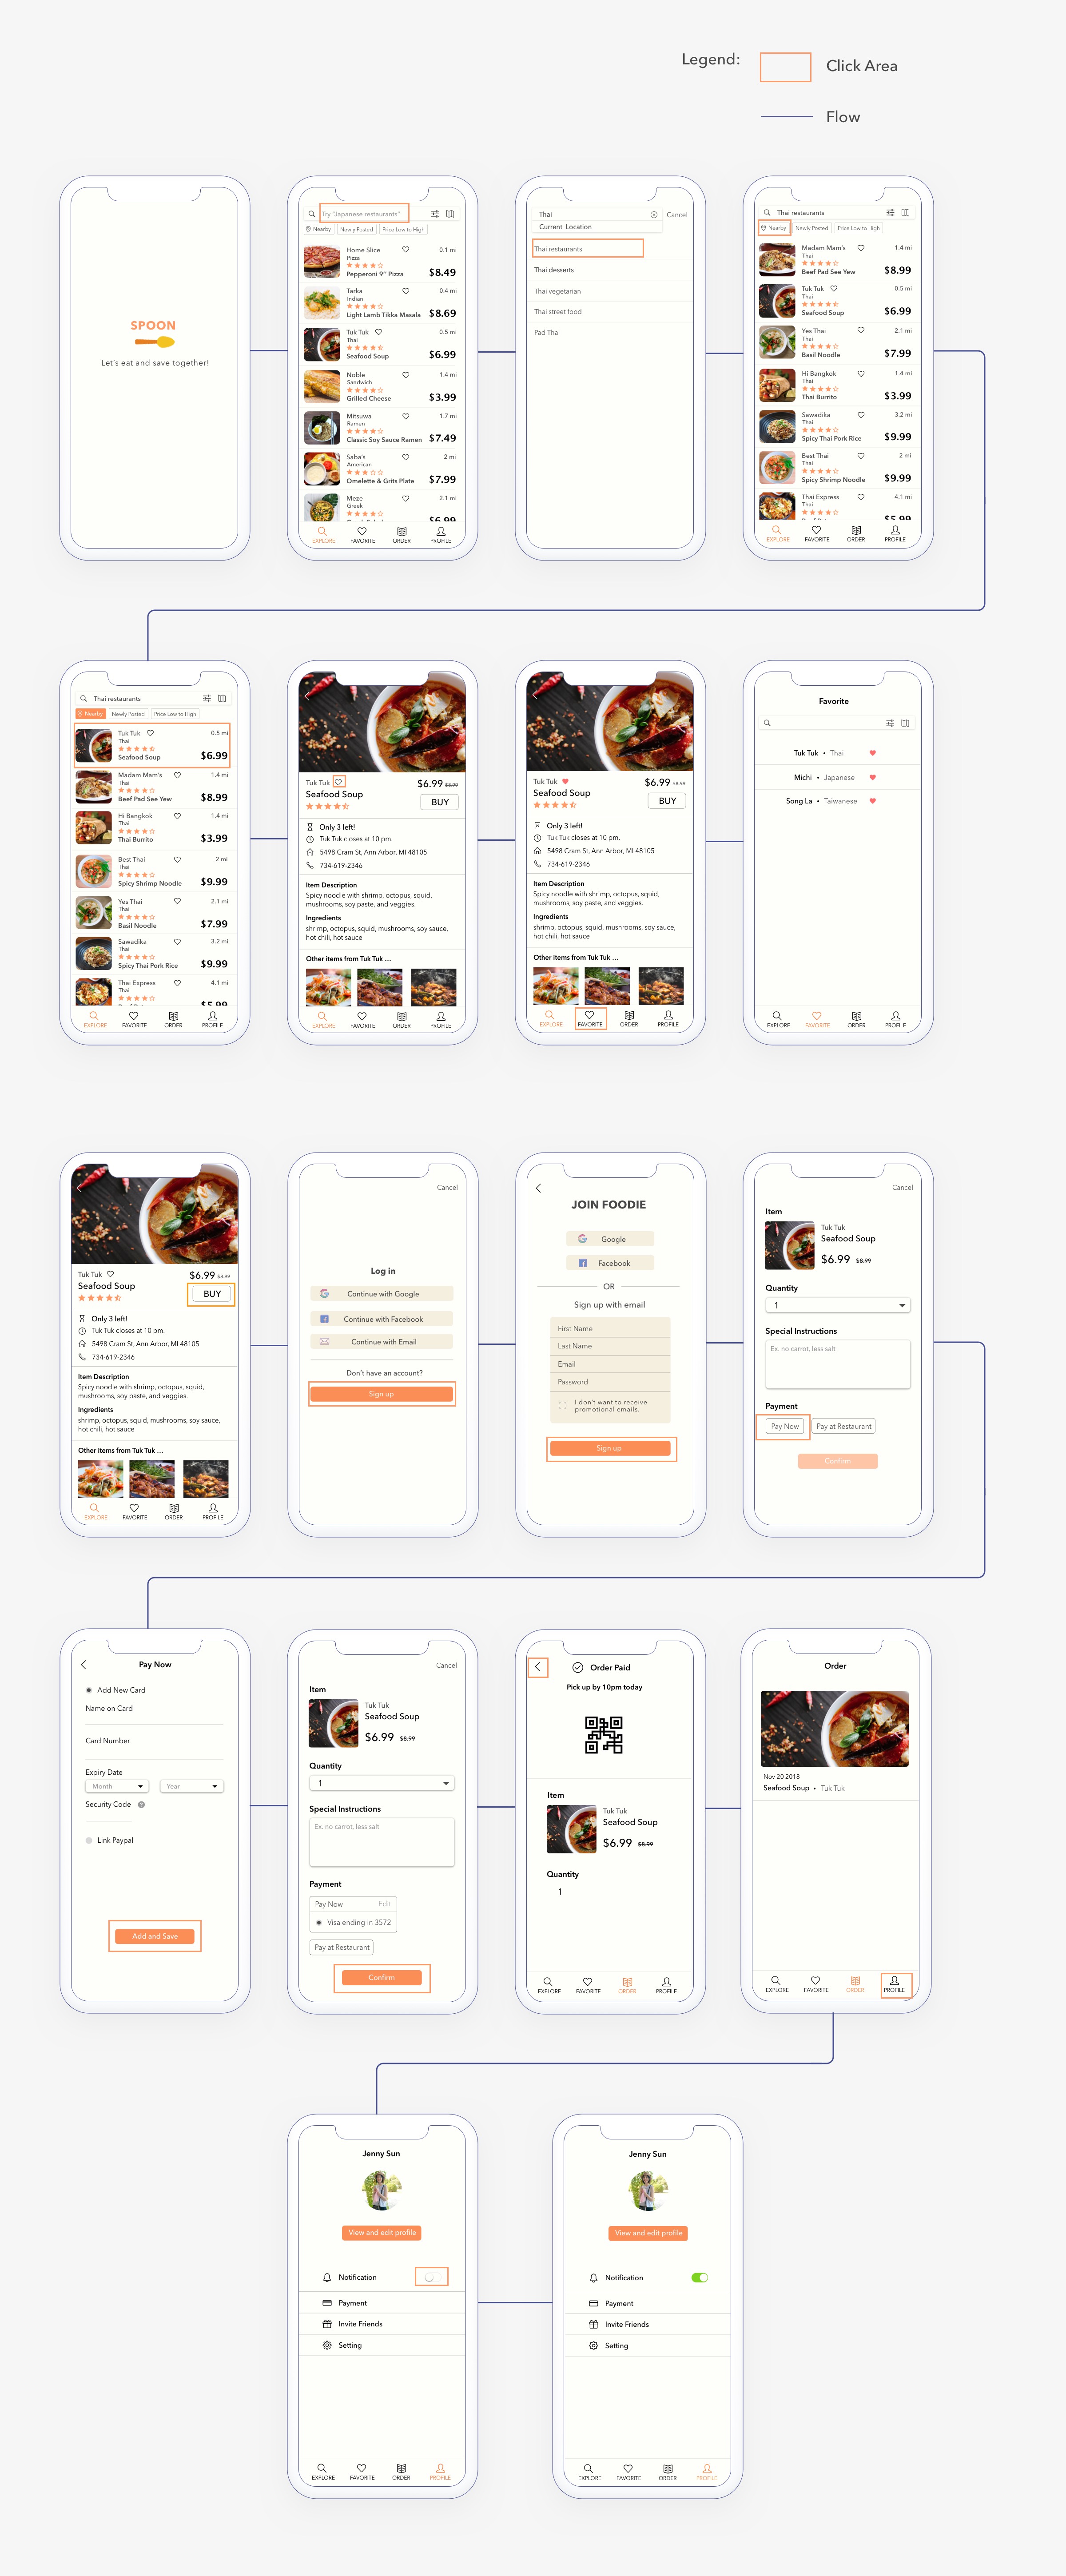 Legend:
Click Area
Flow
SPOON
Let's eat and save together!
Try "Japanese restaurants"
Nearby
Newly Posted
Price Low to High
Home Slice
0.1 mi
Pizza
Pepperoni 9'' Pizza
$8.49
Tarka
0.4 mi
Indian
Light Lamb Tikka Masala
$8.69
Tuk Tuk
0.5 mi
Thai
Seafood Soup
$6.99
Noble
1.4 mi
Sandwich
Grilled Cheese
$3.99
Mitsuwa
1.7 mi
Ramen
Classic Soy Sauce Ramen
$7.49
Saba's
2 mi
American
Omelette & Grits Plate
$7.99
Meze
2.1 mi
Greek
$6.99
EXPLORE
FAVORITE
ORDER
PROFILE
Thai
Cancel
Current Location
Thai restaurants
Thai desserts
Thai vegetarian
Thai street food
Pad Thai
Thai restaurants
Nearby
Newly Posted
Price Low to High
Madam Mam's
1.4 mi
Thai
Beef Pad See Yew
$8.99
Tuk Tuk
0.5 mi
Thai
Seafood Soup
$6.99
Yes Thai
2.1 mi
Thai
Basil Noodle
$7.99
Hi Bangkok
1.4 mi
Thai
Thai Burrito
$3.99
Sawadika
3.2 mi
Thai
Spicy Thai Pork Rice
$9.99
Best Thai
2 mi
Thai
Spicy Shrimp Noodle
$9.99
Thai Express
4.1 mi
Thai
$5.99
EXPLORE
FAVORITE
ORDER
PROFILE
Thai restaurants
Nearby
Newly Posted
Price Low to High
Tuk Tuk
0.5 mi
Thai
Seafood Soup
$6.99
Madam Mam's
1.4 mi
Thai
Beef Pad See Yew
$8.99
Hi Bangkok
1.4 mi
Thai
Thai Burrito
$3.99
Best Thai
2 mi
Thai
Spicy Shrimp Noodle
$9.99
Yes Thai
2.1 mi
Thai
Basil Noodle
$7.99
Sawadika
3.2 mi
Thai
Spicy Thai Pork Rice
$9.99
Thai Express
4.1 mi
Thai
$5.99
EXPLORE
FAVORITE
ORDER
PROFILE
Tuk Tuk
$6.99 $8.99
Seafood Soup
BUY
Only 3 left!
Tuk Tuk closes at 10 pm.
5498 Cram St, Ann Arbor, MI 48105
734-619-2346
Item Description
Spicy noodle with shrimp, octopus, squid,
mushrooms, soy paste, and veggies.
Ingredients
shrimp, octopus, squid, mushrooms, soy sauce,
hot chili, hot sauce
Other items from Tuk Tuk ...
EXPLORE
FAVORITE
ORDER
PROFILE
Tuk Tuk
$6.99 $8.99
Seafood Soup
BUY
Only 3 left!
Tuk Tuk closes at 10 pm.
5498 Cram St, Ann Arbor, MI 48105
734-619-2346
Item Description
Spicy noodle with shrimp, octopus, squid,
mushrooms, soy paste, and veggies.
Ingredients
shrimp, octopus, squid, mushrooms, soy sauce,
hot chili, hot sauce
Other items from Tuk Tuk ...
EXPLORE
FAVORITE
ORDER
PROFILE
Favorite
Tuk Tuk • Thai
Michi • Japanese
Song La • Taiwanese
EXPLORE
FAVORITE
ORDER
PROFILE
Tuk Tuk
$6.99 $8.99
Seafood Soup
BUY
Only 3 left!
Tuk Tuk closes at 10 pm.
5498 Cram St, Ann Arbor, MI 48105
734-619-2346
Item Description
Spicy noodle with shrimp, octopus, squid,
mushrooms, soy paste, and veggies.
Ingredients
shrimp, octopus, squid, mushrooms, soy sauce,
hot chili, hot sauce
Other items from Tuk Tuk ...
EXPLORE
FAVORITE
ORDER
PROFILE
Cancel
Log in
Continue with Google
Continue with Facebook
Continue with Email
Don't have an account?
Sign up
JOIN FOODIE
Google
Facebook
OR
Sign up with email
First Name
Last Name
Email
Password
I don't want to receive
promotional emails.
Sign up
Cancel
Item
Tuk Tuk
Seafood Soup
$6.99 $8.99
Quantity
1
Special Instructions
Ex. no carrot, less salt
Payment
Pay Now
Pay at Restaurant
Confirm
Pay Now
Add New Card
Name on Card
Card Number
Expiry Date
Month
Year
Security Code ?
Link Paypal
Add and Save
Cancel
Item
Tuk Tuk
Seafood Soup
$6.99 $8.99
Quantity
1
Special Instructions
Ex. no carrot, less salt
Payment
Pay Now
Edit
Visa ending in 3572
Pay at Restaurant
Confirm
Order Paid
Pick up by 10pm today
Item
Tuk Tuk
Seafood Soup
$6.99 $8.99
Quantity
1
EXPLORE
FAVORITE
ORDER
PROFILE
Order
Nov 20 2018
Seafood Soup • Tuk Tuk
EXPLORE
FAVORITE
ORDER
PROFILE
Jenny Sun
View and edit profile
Notification
Payment
Invite Friends
Setting
EXPLORE
FAVORITE
ORDER
PROFILE
Jenny Sun
View and edit profile
Notification
Payment
Invite Friends
Setting
EXPLORE
FAVORITE
ORDER
PROFILE